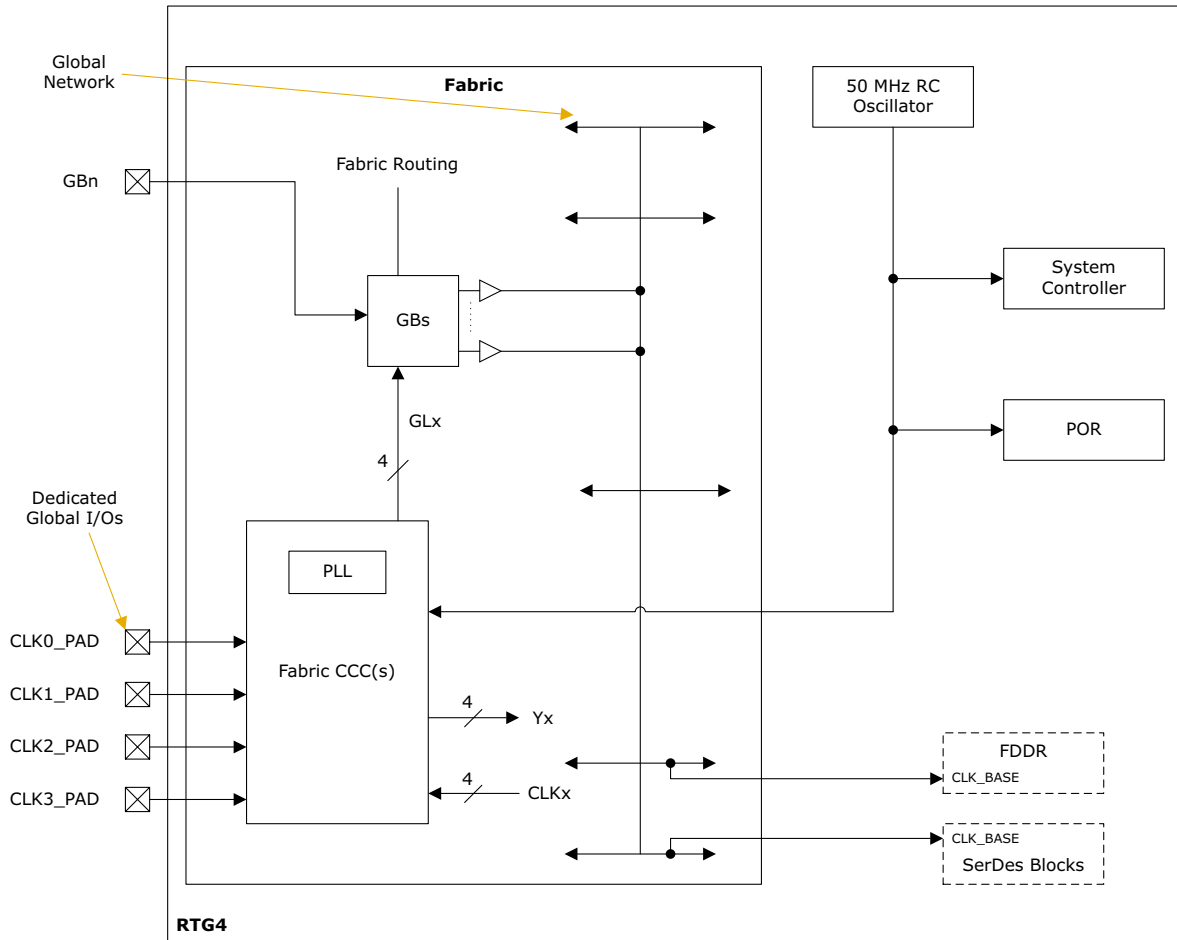 Global
Network
Fabric
50 MHz RC
Oscillator
Fabric Routing
GBn
System
Controller
GBs
GLx
POR
4
Dedicated
Global I/Os
PLL
CLK0_PAD
Fabric CCC(s)
CLK1_PAD
4
Yx
CLK2_PAD
FDDR
CLK_BASE
4
CLKx
CLK3_PAD
CLK_BASE
SerDes Blocks
RTG4